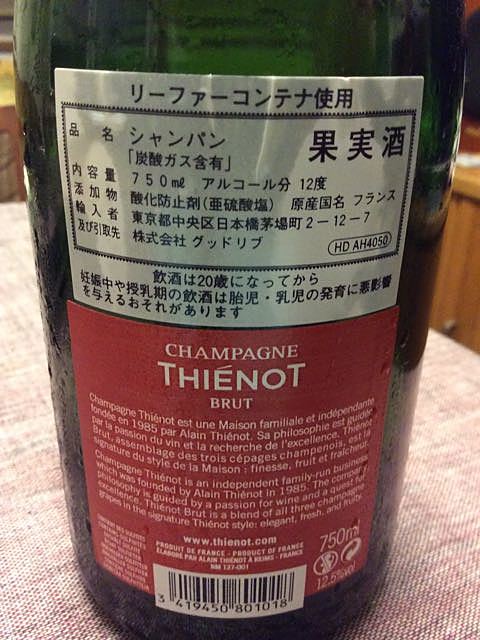 リーファーコンテナ使用
品名 シャンパン 果実酒
「炭酸ガス含有」
内容量 750ml アルコール分 12度
添加物 酸化防止剤(亜硫酸塩) 原産国名 フランス
輸入者 東京都中央区日本橋茅場町2-12-7
及び引取先 株式会社 グッドリブ
HD AH4050
飲酒は20歳になってから
妊娠中や授乳期の飲酒は胎児・乳児の発育に悪影響
を与えるおそれがあります
CHAMPAGNE
THIÉNOT
BRUT
Champagne Thiénot est une Maison familiale et indépendante
fondée en 1985 par Alain Thiénot. Sa philosophie est guidée
par la passion du vin et la recherche de l'excellence. Thiénot
Brut, assemblage des trois cépages champenois, est la
signature du style de la Maison : finesse, fruit et fraîcheur.
Champagne Thiénot is an independent family-run business
which was founded by Alain Thiénot in 1985. The company
philosophy is guided by a passion for wine and a quest for
excellence. Thiénot Brut is a blend of all three champagne
grapes in the signature Thiénot style: elegant, fresh, and fruity.
www.thienot.com
PRODUIT DE FRANCE - PRODUCT OF FRANCE
ÉLABORÉ PAR ALAIN THIÉNOT À REIMS - FRANCE
NM 127-001
750ml
12,5%vol
3 419450 801018